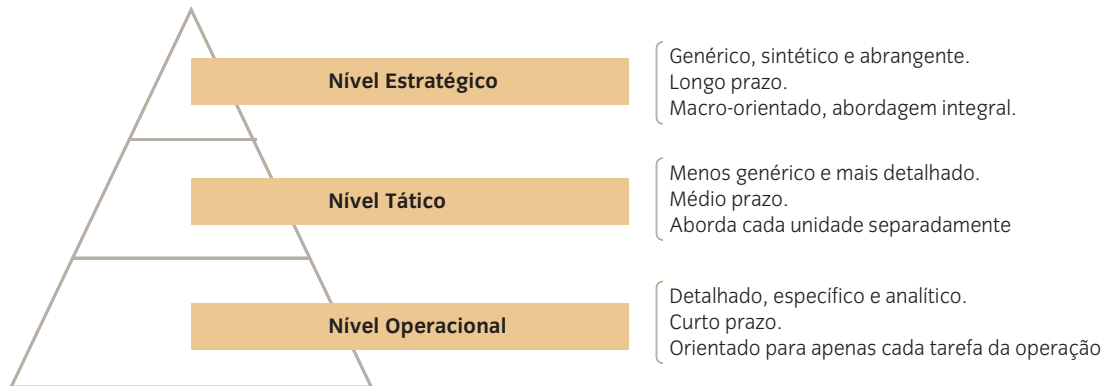 Nível Estratégico
Genérico, sintético e abrangente.
Longo prazo.
Macro-orientado, abordagem integral.
Nível Tático
Menos genérico e mais detalhado.
Médio prazo.
Aborda cada unidade separadamente
Nível Operacional
Detalhado, específico e analítico.
Curto prazo.
Orientado para apenas cada tarefa da operação